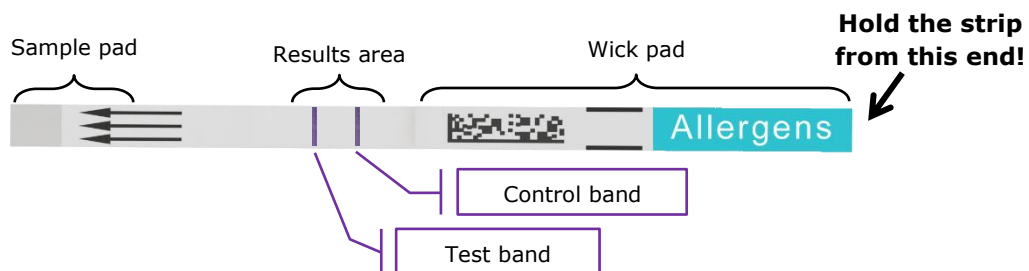 Hold the strip
from this end!
Sample pad
Results area
Wick pad
Allergens
Control band
Test band